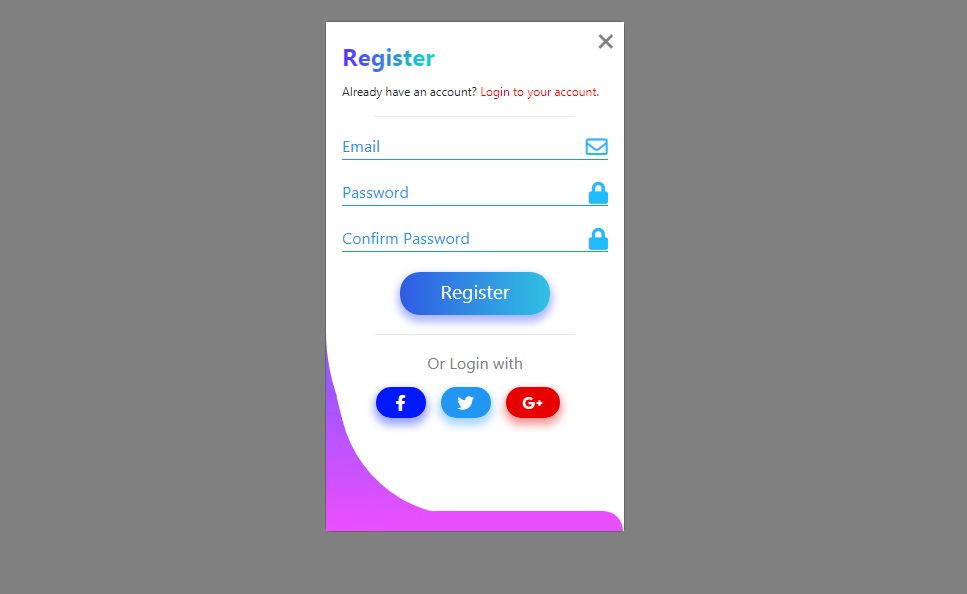 Register
Already have an account? Login to your account.
Email
Password
Confirm Password
Register
Or Login with
f
G+